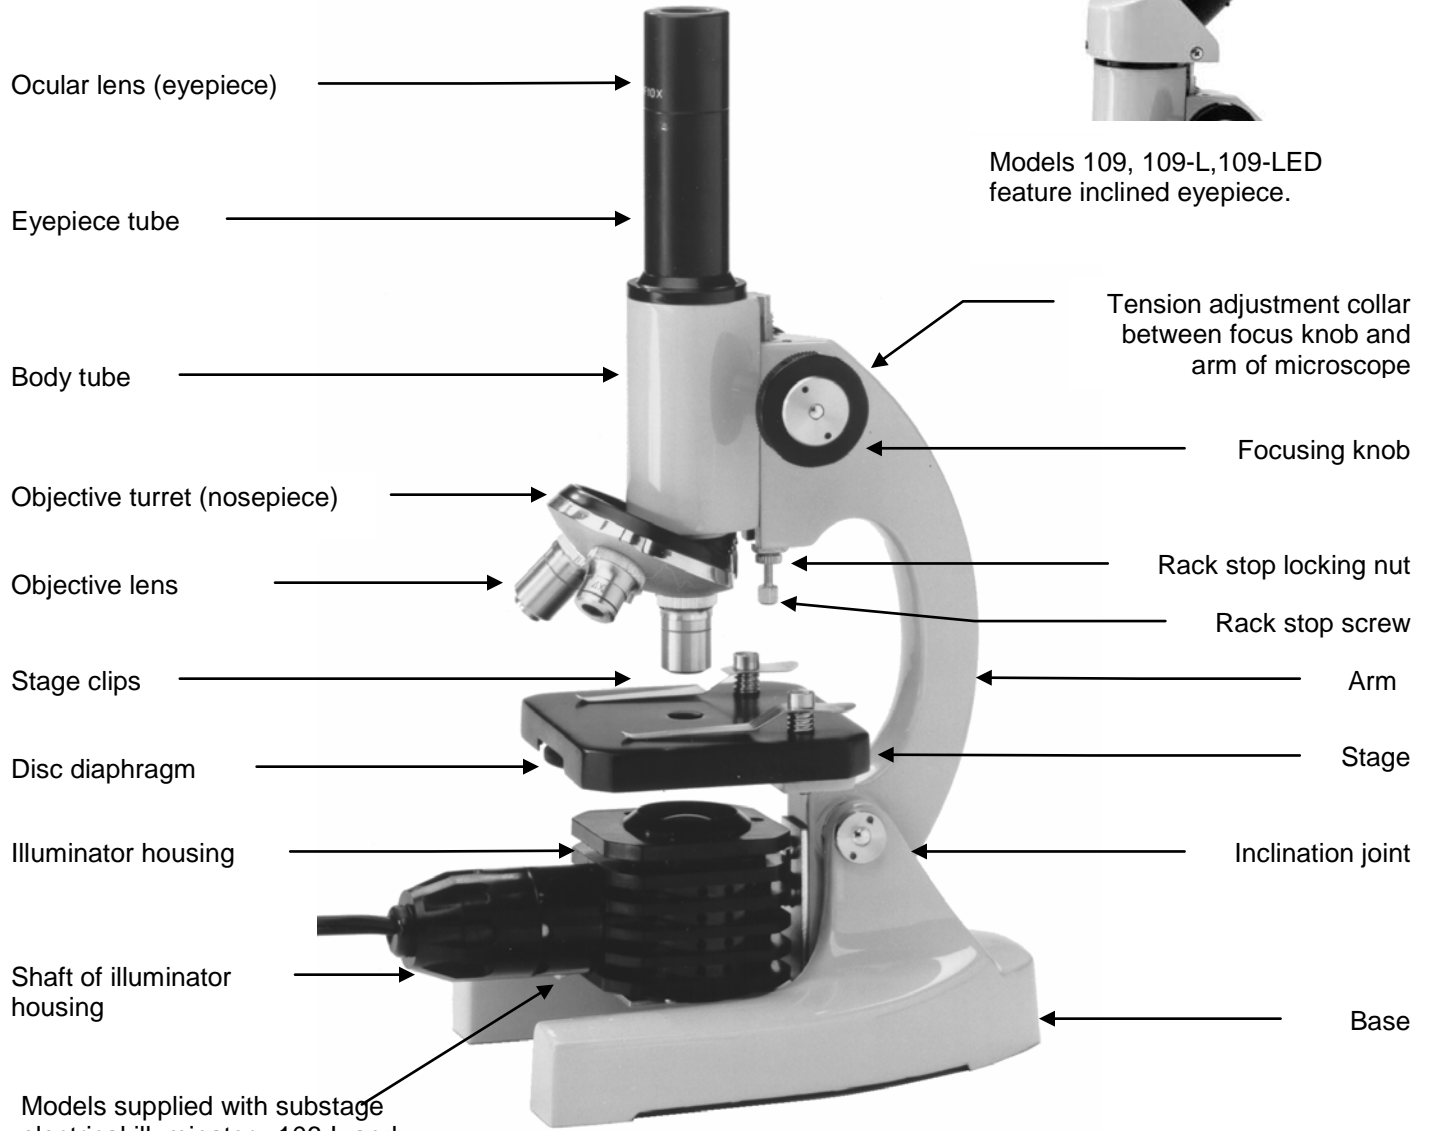 Ocular lens (eyepiece)
Models 109, 109-L,109-LED
feature inclined eyepiece.
Eyepiece tube
Tension adjustment collar
between focus knob and
arm of microscope
Body tube
Focusing knob
Objective turret (nosepiece)
Rack stop locking nut
Objective lens
Rack stop screw
Stage clips
Arm
Disc diaphragm
Stage
Illuminator housing
Inclination joint
Shaft of illuminator
housing
Base
Models supplied with substage